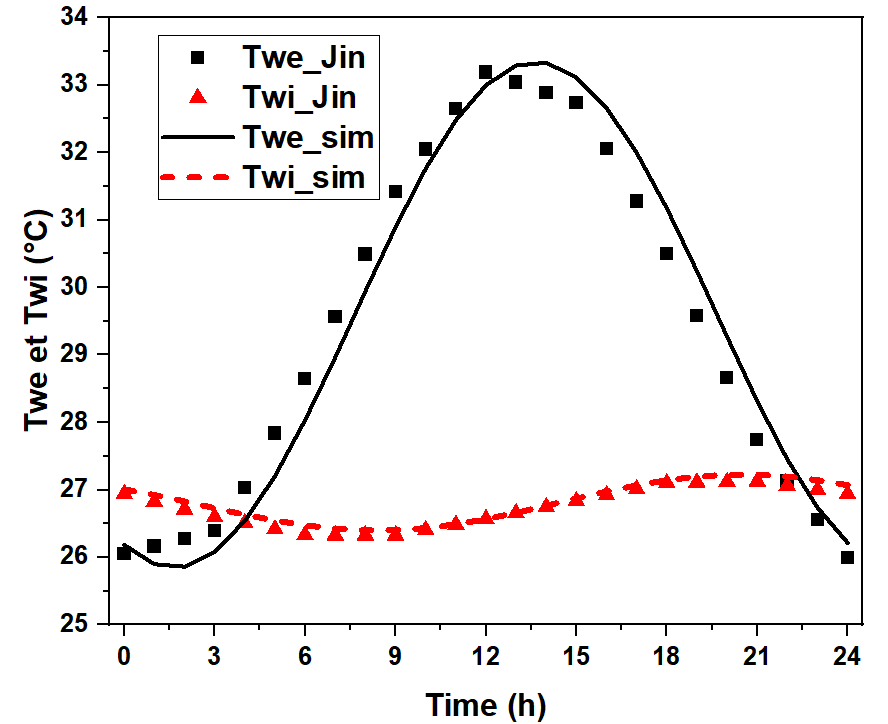 Twe_Jin
Twi_Jin
Twe_sim
Twi_sim
Twe et Twi (°C)
34
33
32
31
30
29
28
27
26
25
0 3 6 9 12 15 18 21 24
Time (h)